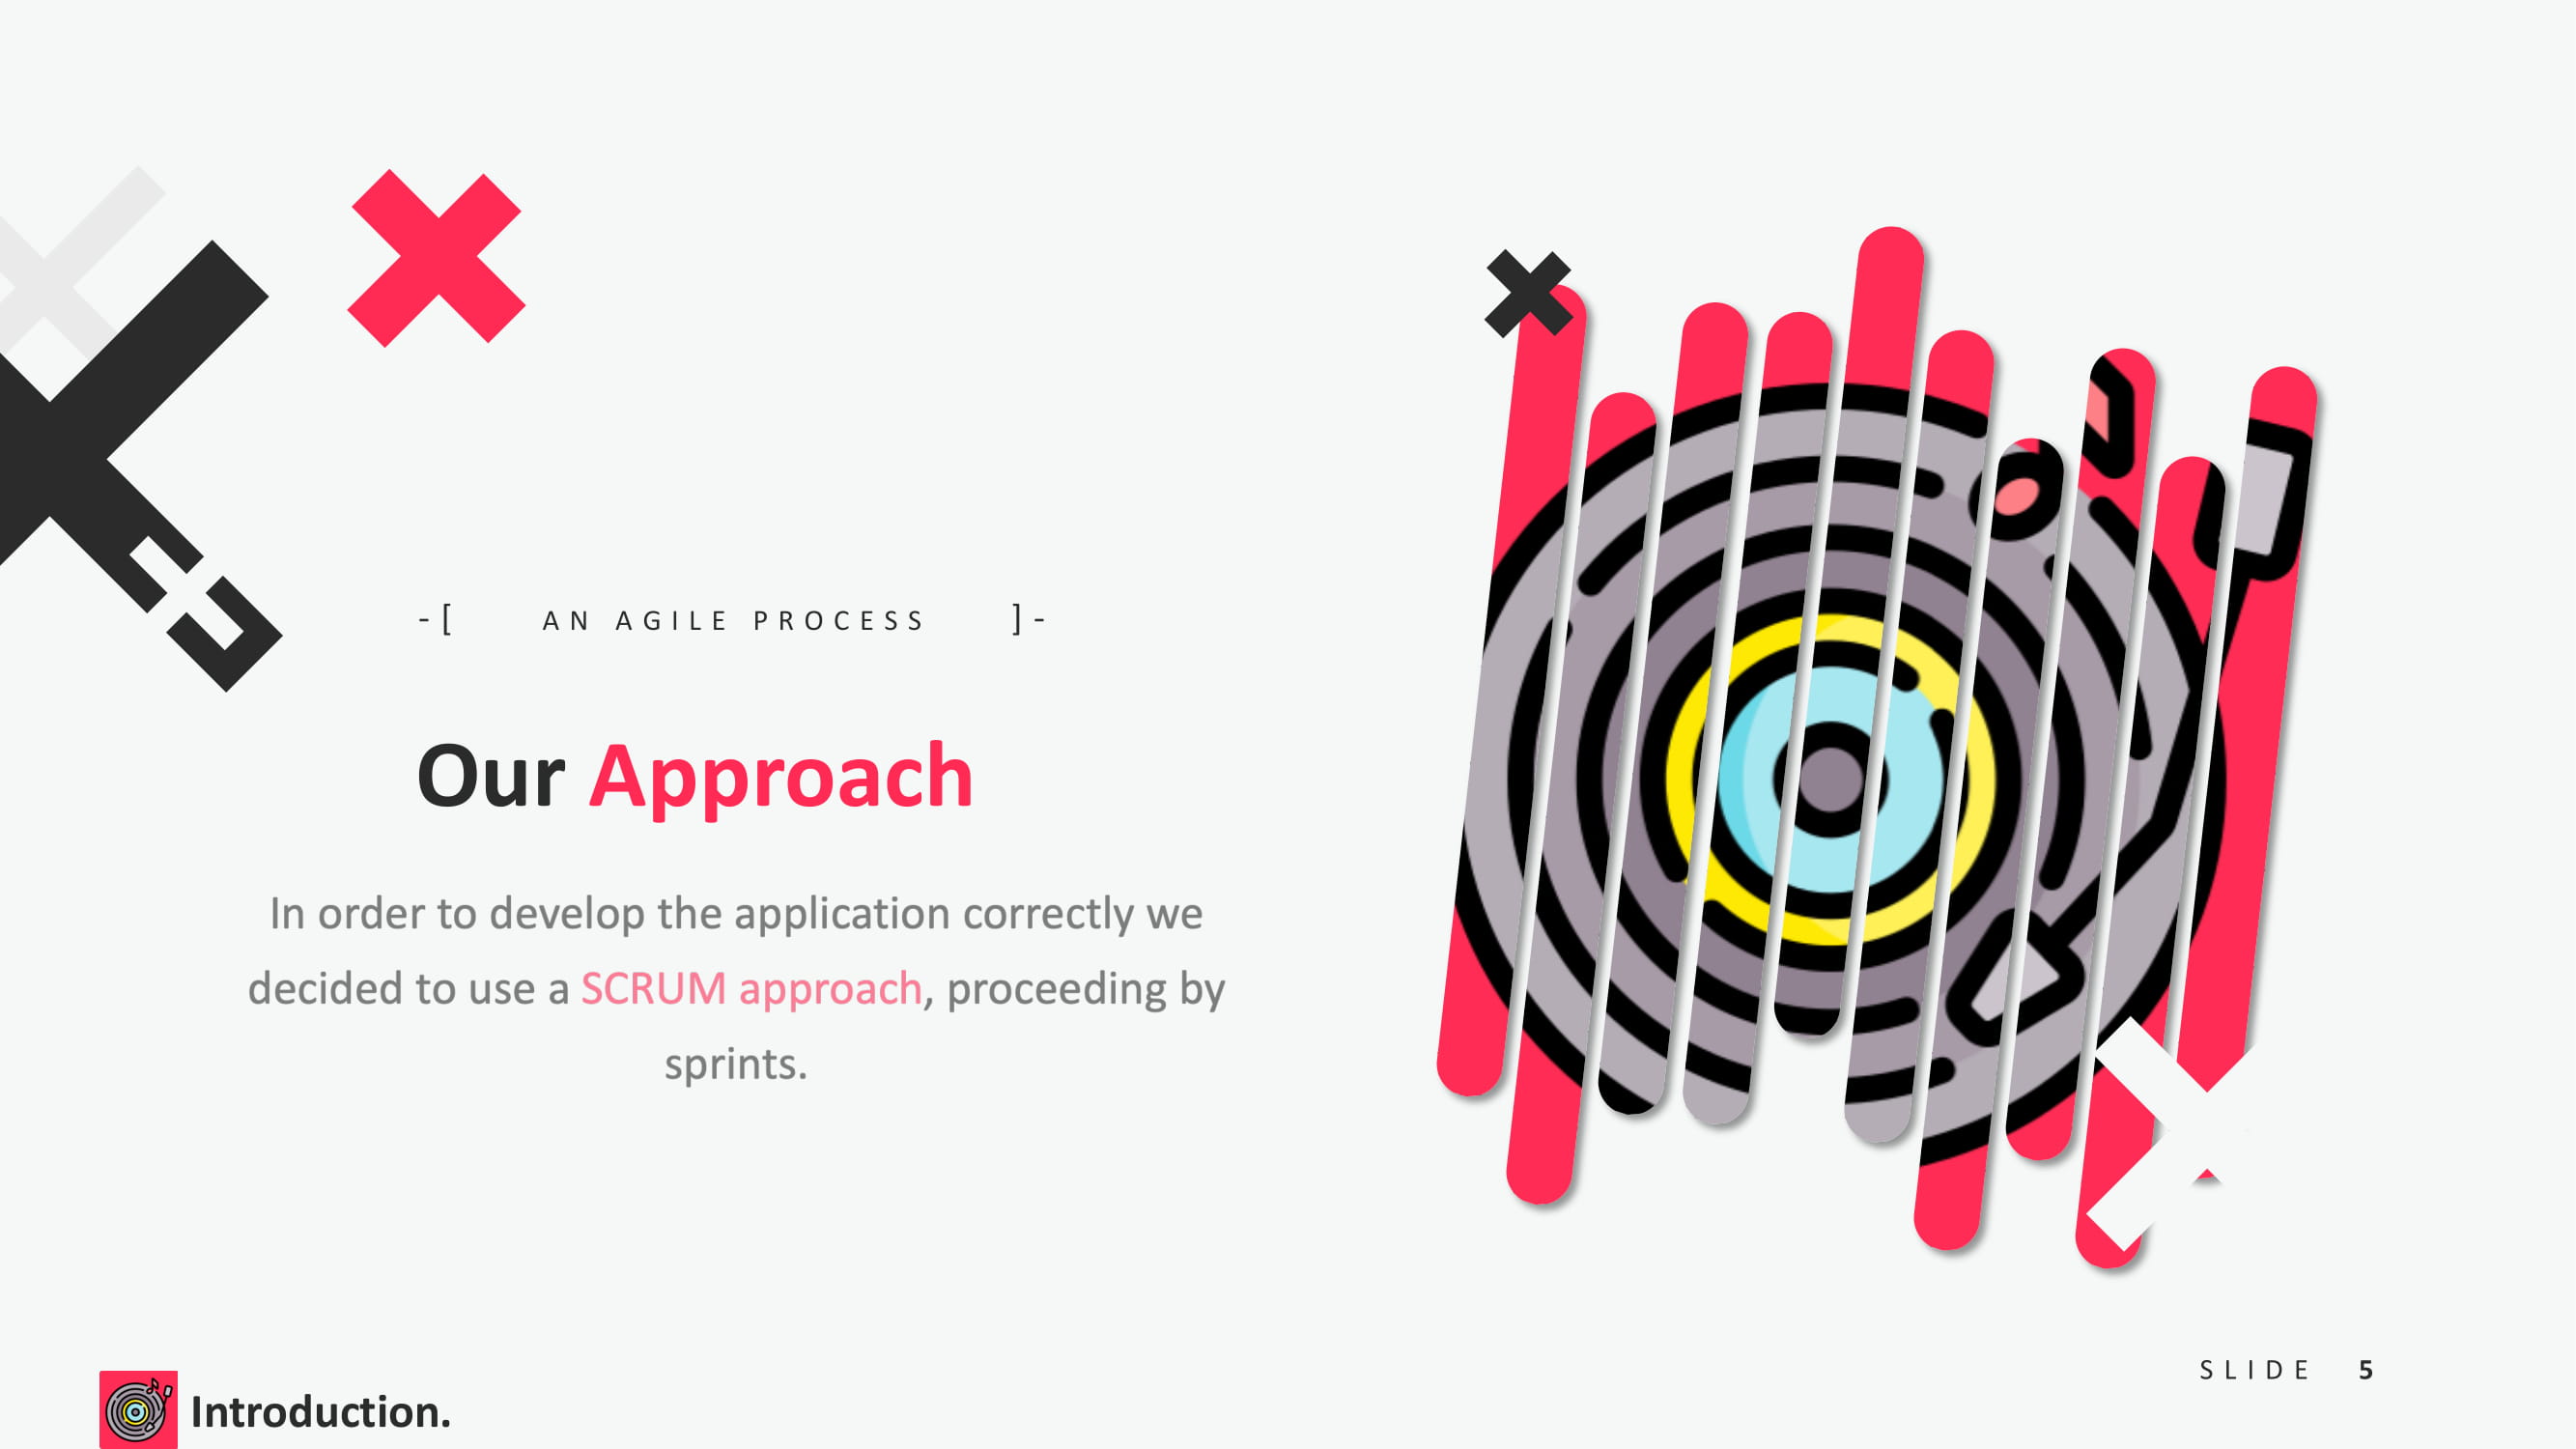 -[ AN AGILE PROCESS ]-
Our Approach
In order to develop the application correctly we
decided to use a SCRUM approach, proceeding by
sprints.
SLIDE 5
Introduction.